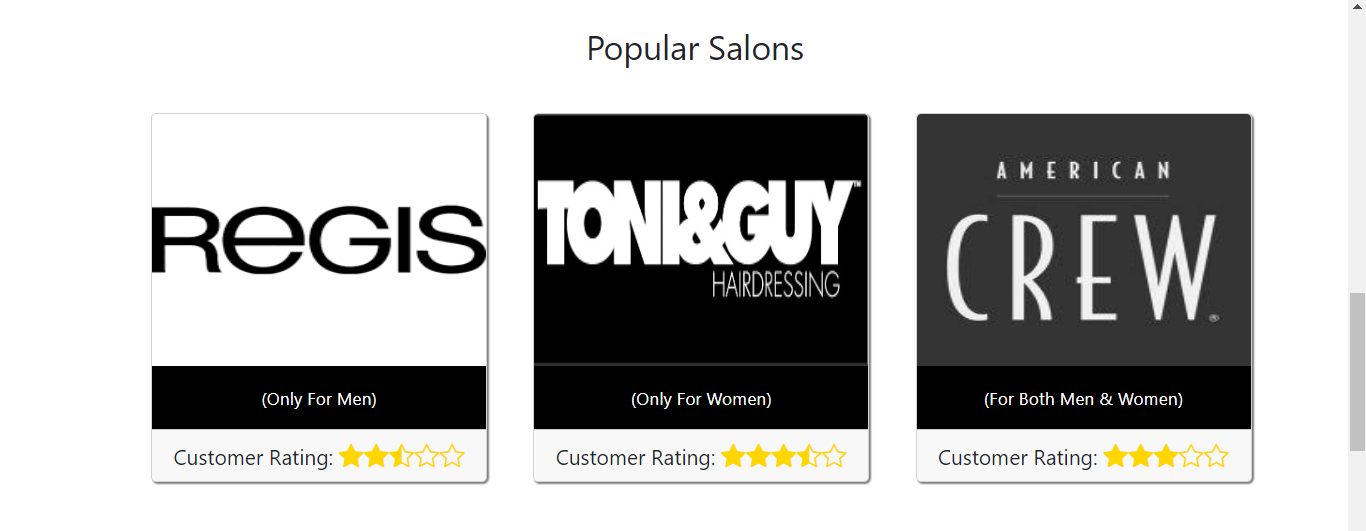 Popular Salons
REGIS
TONI&GUY™
HAIRDRESSING
AMERICAN
CREW®
(Only For Men)
(Only For Women)
(For Both Men & Women)
Customer Rating:
Customer Rating:
Customer Rating: